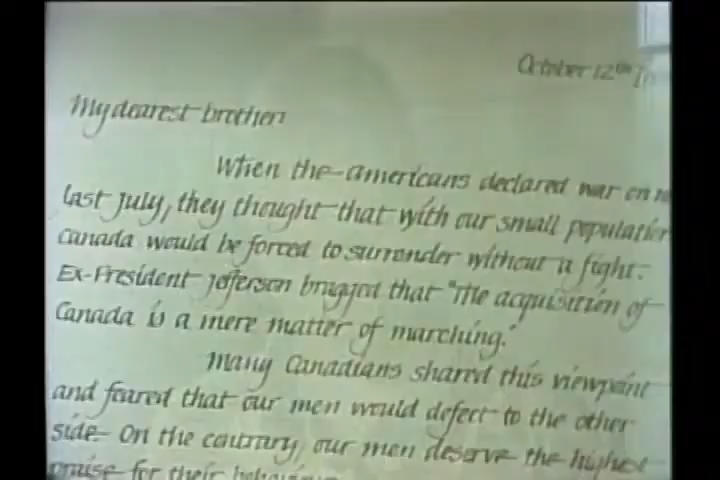 October 12th
My dearest brother:
When the americans declared war on
last july, they thought that with our small population
canada would be forced to surrender without a fight.
Ex-President jefferson bragged that "The acquisition of
Canada is a mere matter of marching."
many Canadians shared this viewpoint
and feared that our men would defect to the other
side. On the contrary, our men deserve the highest
praise for their